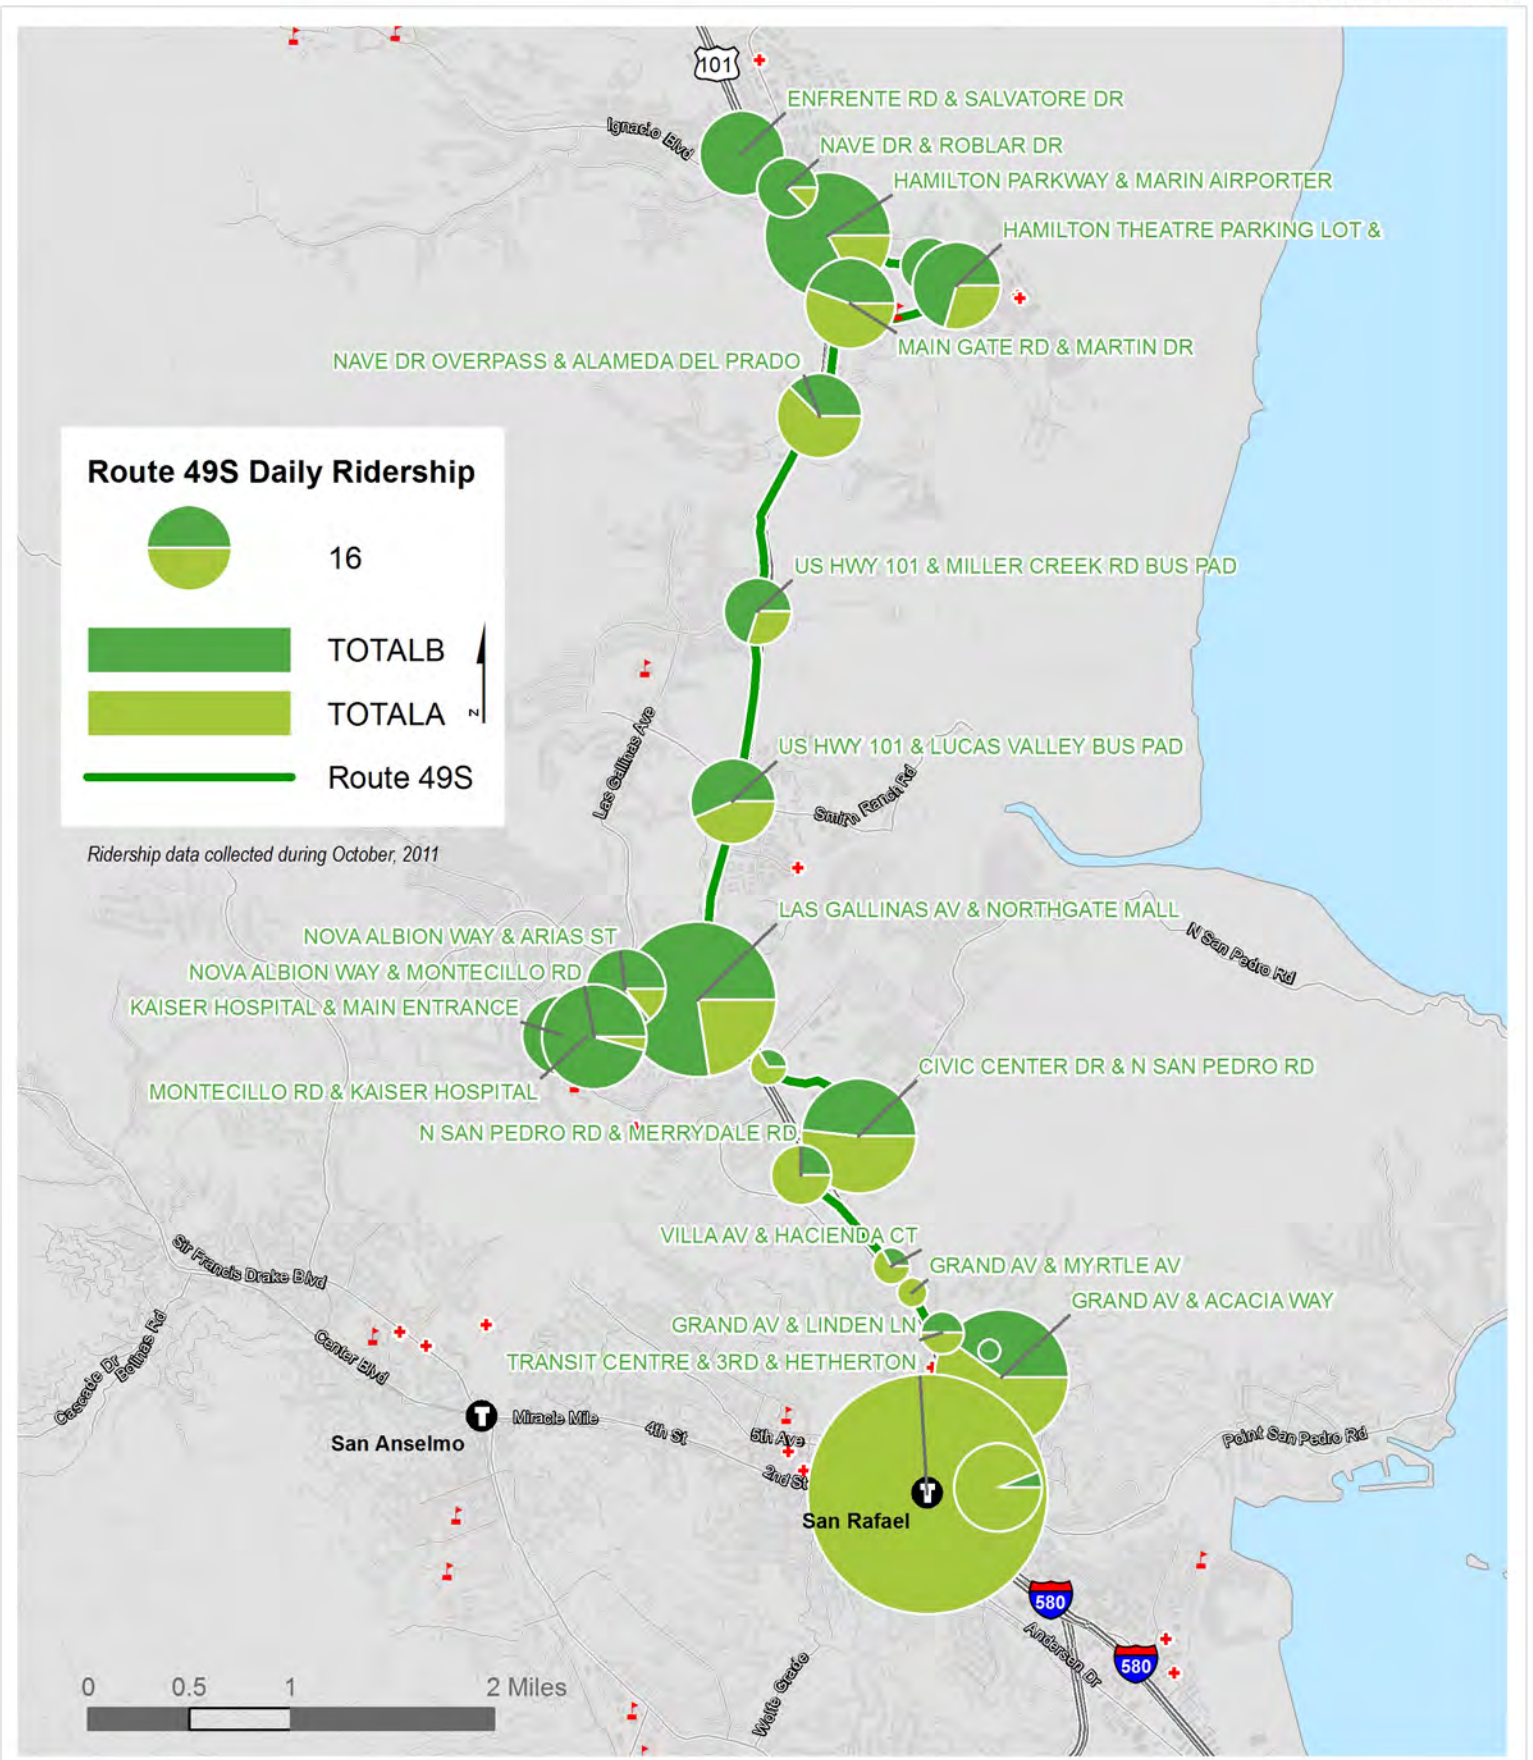 101
ENFRENTE RD & SALVATORE DR
Ignacio Blvd
NAVE DR & ROBLAR DR
HAMILTON PARKWAY & MARIN AIRPORTER
HAMILTON THEATRE PARKING LOT &
MAIN GATE RD & MARTIN DR
NAVE DR OVERPASS & ALAMEDA DEL PRADO
Route 49S Daily Ridership
16
TOTALB
TOTALA
N
Route 49S
Ridership data collected during October, 2011
US HWY 101 & MILLER CREEK RD BUS PAD
Las Gallinas Ave
US HWY 101 & LUCAS VALLEY BUS PAD
Smith Ranch Rd
LAS GALLINAS AV & NORTHGATE MALL
NOVA ALBION WAY & ARIAS ST
N San Pedro Rd
NOVA ALBION WAY & MONTECILLO RD
KAISER HOSPITAL & MAIN ENTRANCE
CIVIC CENTER DR & N SAN PEDRO RD
MONTECILLO RD & KAISER HOSPITAL
N SAN PEDRO RD & MERRYDALE RD
VILLA AV & HACIENDA CT
Sir Francis Drake Blvd
GRAND AV & MYRTLE AV
GRAND AV & ACACIA WAY
GRAND AV & LINDEN LN
TRANSIT CENTRE & 3RD & HETHERTON
Bolinas Rd
Cascade Dr
Center Blvd
Miracle Mile
4th St
5th Ave
2nd St
San Anselmo
Point San Pedro Rd
San Rafael
580
Andersen Dr
580
Wolfe Grade
0 0.5 1 2 Miles